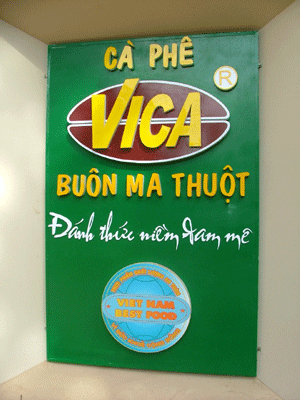 CÀ PHÊ
VICA
®
BUÔN MA THUỘT
Đánh thức niềm đam mê
VIET NAM
BEST FOOD